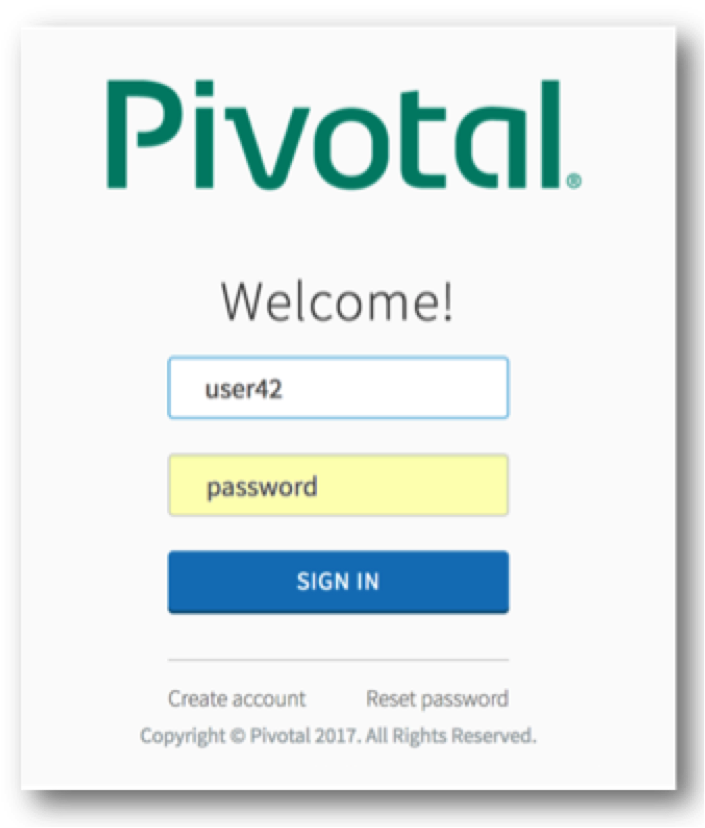 Pivotal®
Welcome!
user42
password
SIGN IN
Create account Reset password
Copyright © Pivotal 2017. All Rights Reserved.